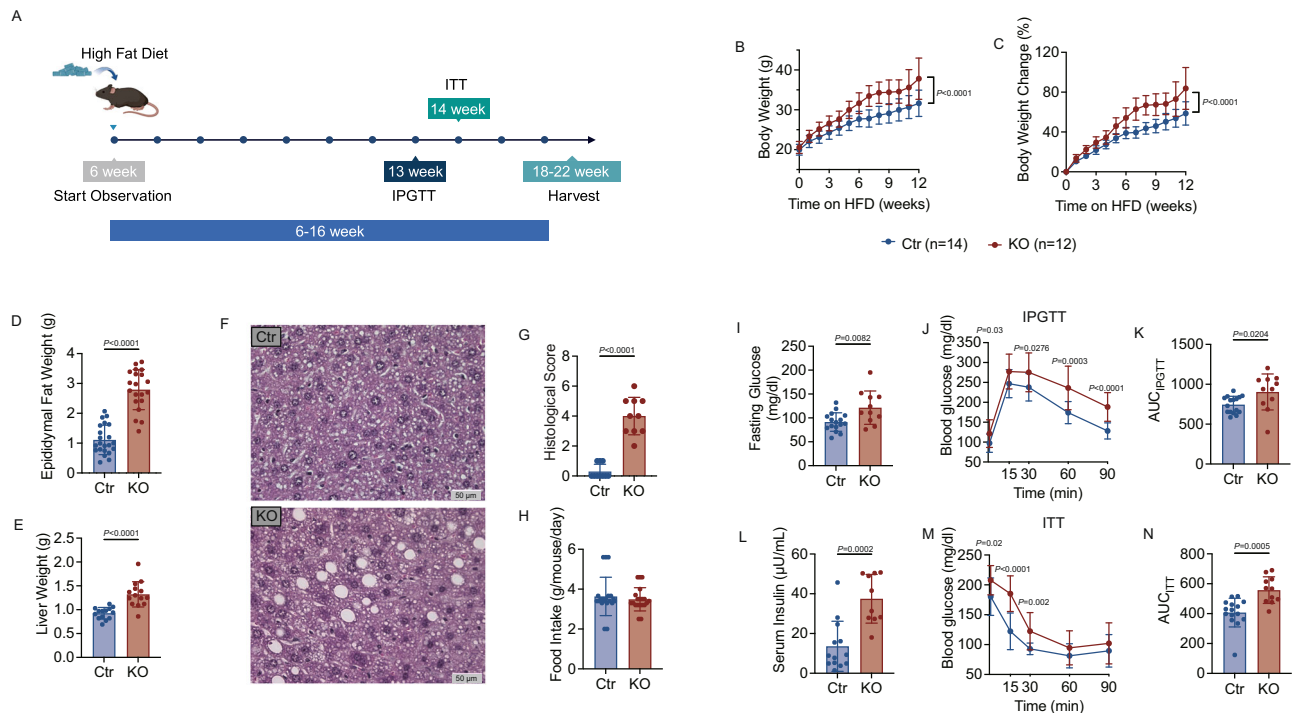 A
High Fat Diet
ITT
14 week
6 week
13 week
18-22 week
Start Observation
IPGTT
Harvest
6-16 week
B
Body Weight (g)
40
30
20
0 3 6 9 12
Time on HFD (weeks)
P<0.0001
C
Body Weight Change (%)
120
80
40
0
0 3 6 9 12
Time on HFD (weeks)
P<0.0001
Ctr (n=14)
KO (n=12)
D
Epididymal Fat Weight (g)
P<0.0001
4
3
2
1
0
Ctr KO
E
Liver Weight (g)
P<0.0001
2.5
2.0
1.5
1.0
0.5
0.0
Ctr KO
F
Ctr
50 μm
KO
50 μm
G
Histological Score
P<0.0001
8
6
4
2
0
Ctr KO
H
Food Intake (g/mouse/day)
6
4
2
0
Ctr KO
I
Fasting Glucose
(mg/dl)
P=0.0082
250
200
150
100
50
0
Ctr KO
J
IPGTT
Blood glucose (mg/dl)
P=0.03
P=0.0276
P=0.0003
P<0.0001
350
300
250
200
150
100
50
15 30 60 90
Time (min)
K
AUCIPGTT
P=0.0204
1500
1000
500
0
Ctr KO
L
Serum Insulin (μU/mL)
P=0.0002
60
40
20
0
Ctr KO
M
ITT
Blood glucose (mg/dl)
P=0.02
P<0.0001
P=0.002
250
200
150
100
50
15 30 60 90
Time (min)
N
AUCITT
P=0.0005
800
600
400
200
0
Ctr KO